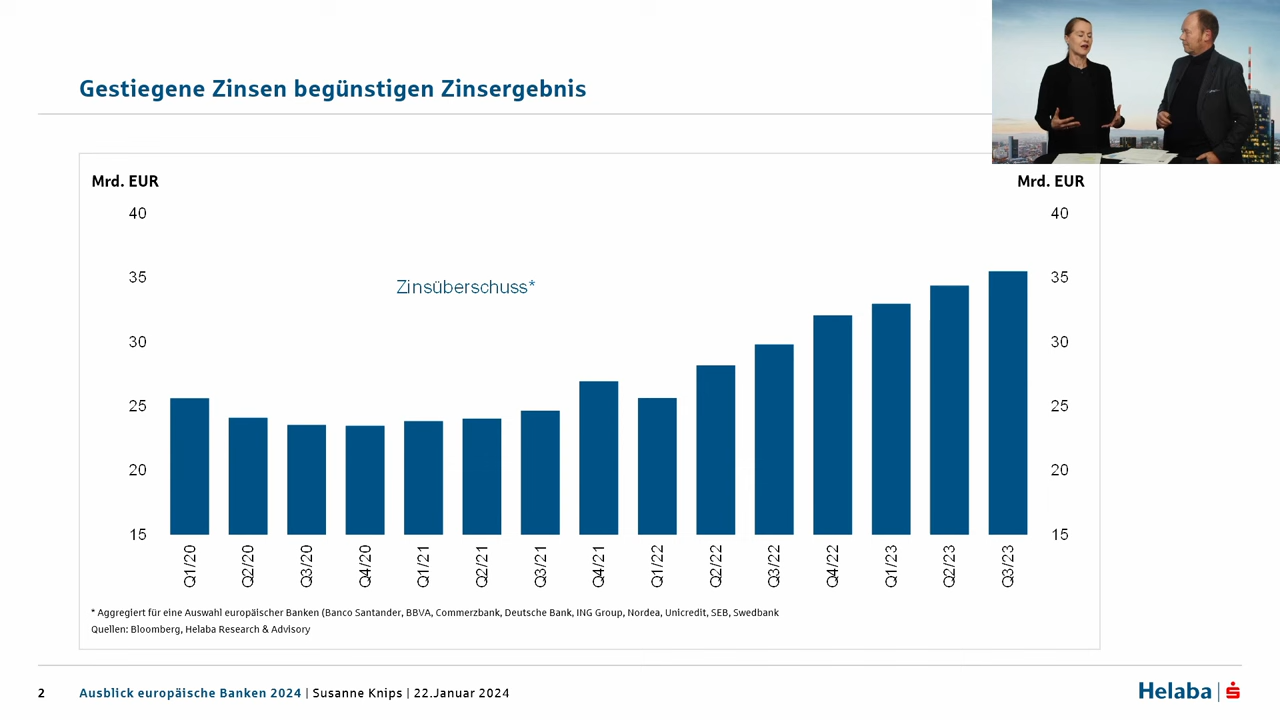 Gestiegene Zinsen begünstigen Zinsergebnis
Mrd. EUR Mrd. EUR
40 40
Zinsüberschuss*
35 35
30 30
25 25
20 20
15 15
Q1/20 Q2/20 Q3/20 Q4/20 Q1/21 Q2/21 Q3/21 Q4/21 Q1/22 Q2/22 Q3/22 Q4/22 Q1/23 Q2/23 Q3/23
* Aggregiert für eine Auswahl europäischer Banken (Banco Santander, BBVA, Commerzbank, Deutsche Bank, ING Group, Nordea, Unicredit, SEB, Swedbank
Quellen: Bloomberg, Helaba Research & Advisory
2 Ausblick europäische Banken 2024 | Susanne Knips | 22.Januar 2024 Helaba